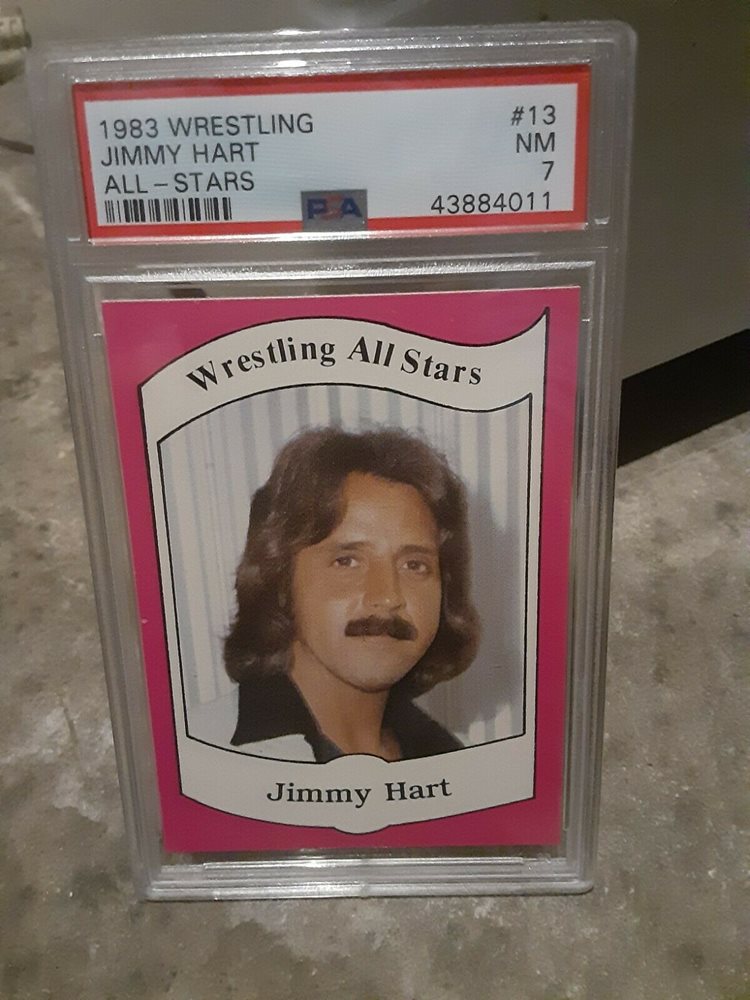 1983 WRESTLING #13
JIMMY HART NM
ALL-STARS 7
PSA 43884011
Wrestling All Stars
Jimmy Hart